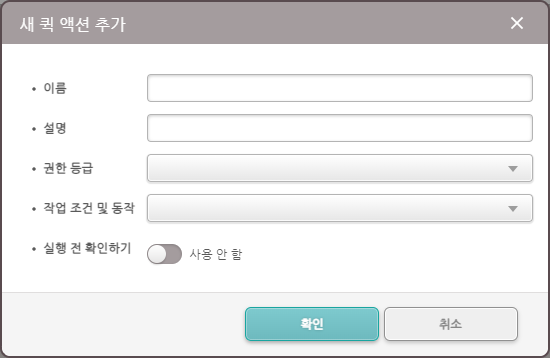 새 퀵 액션 추가
이름
설명
권한 등급
작업 조건 및 동작
실행 전 확인하기
사용 안 함
확인
취소